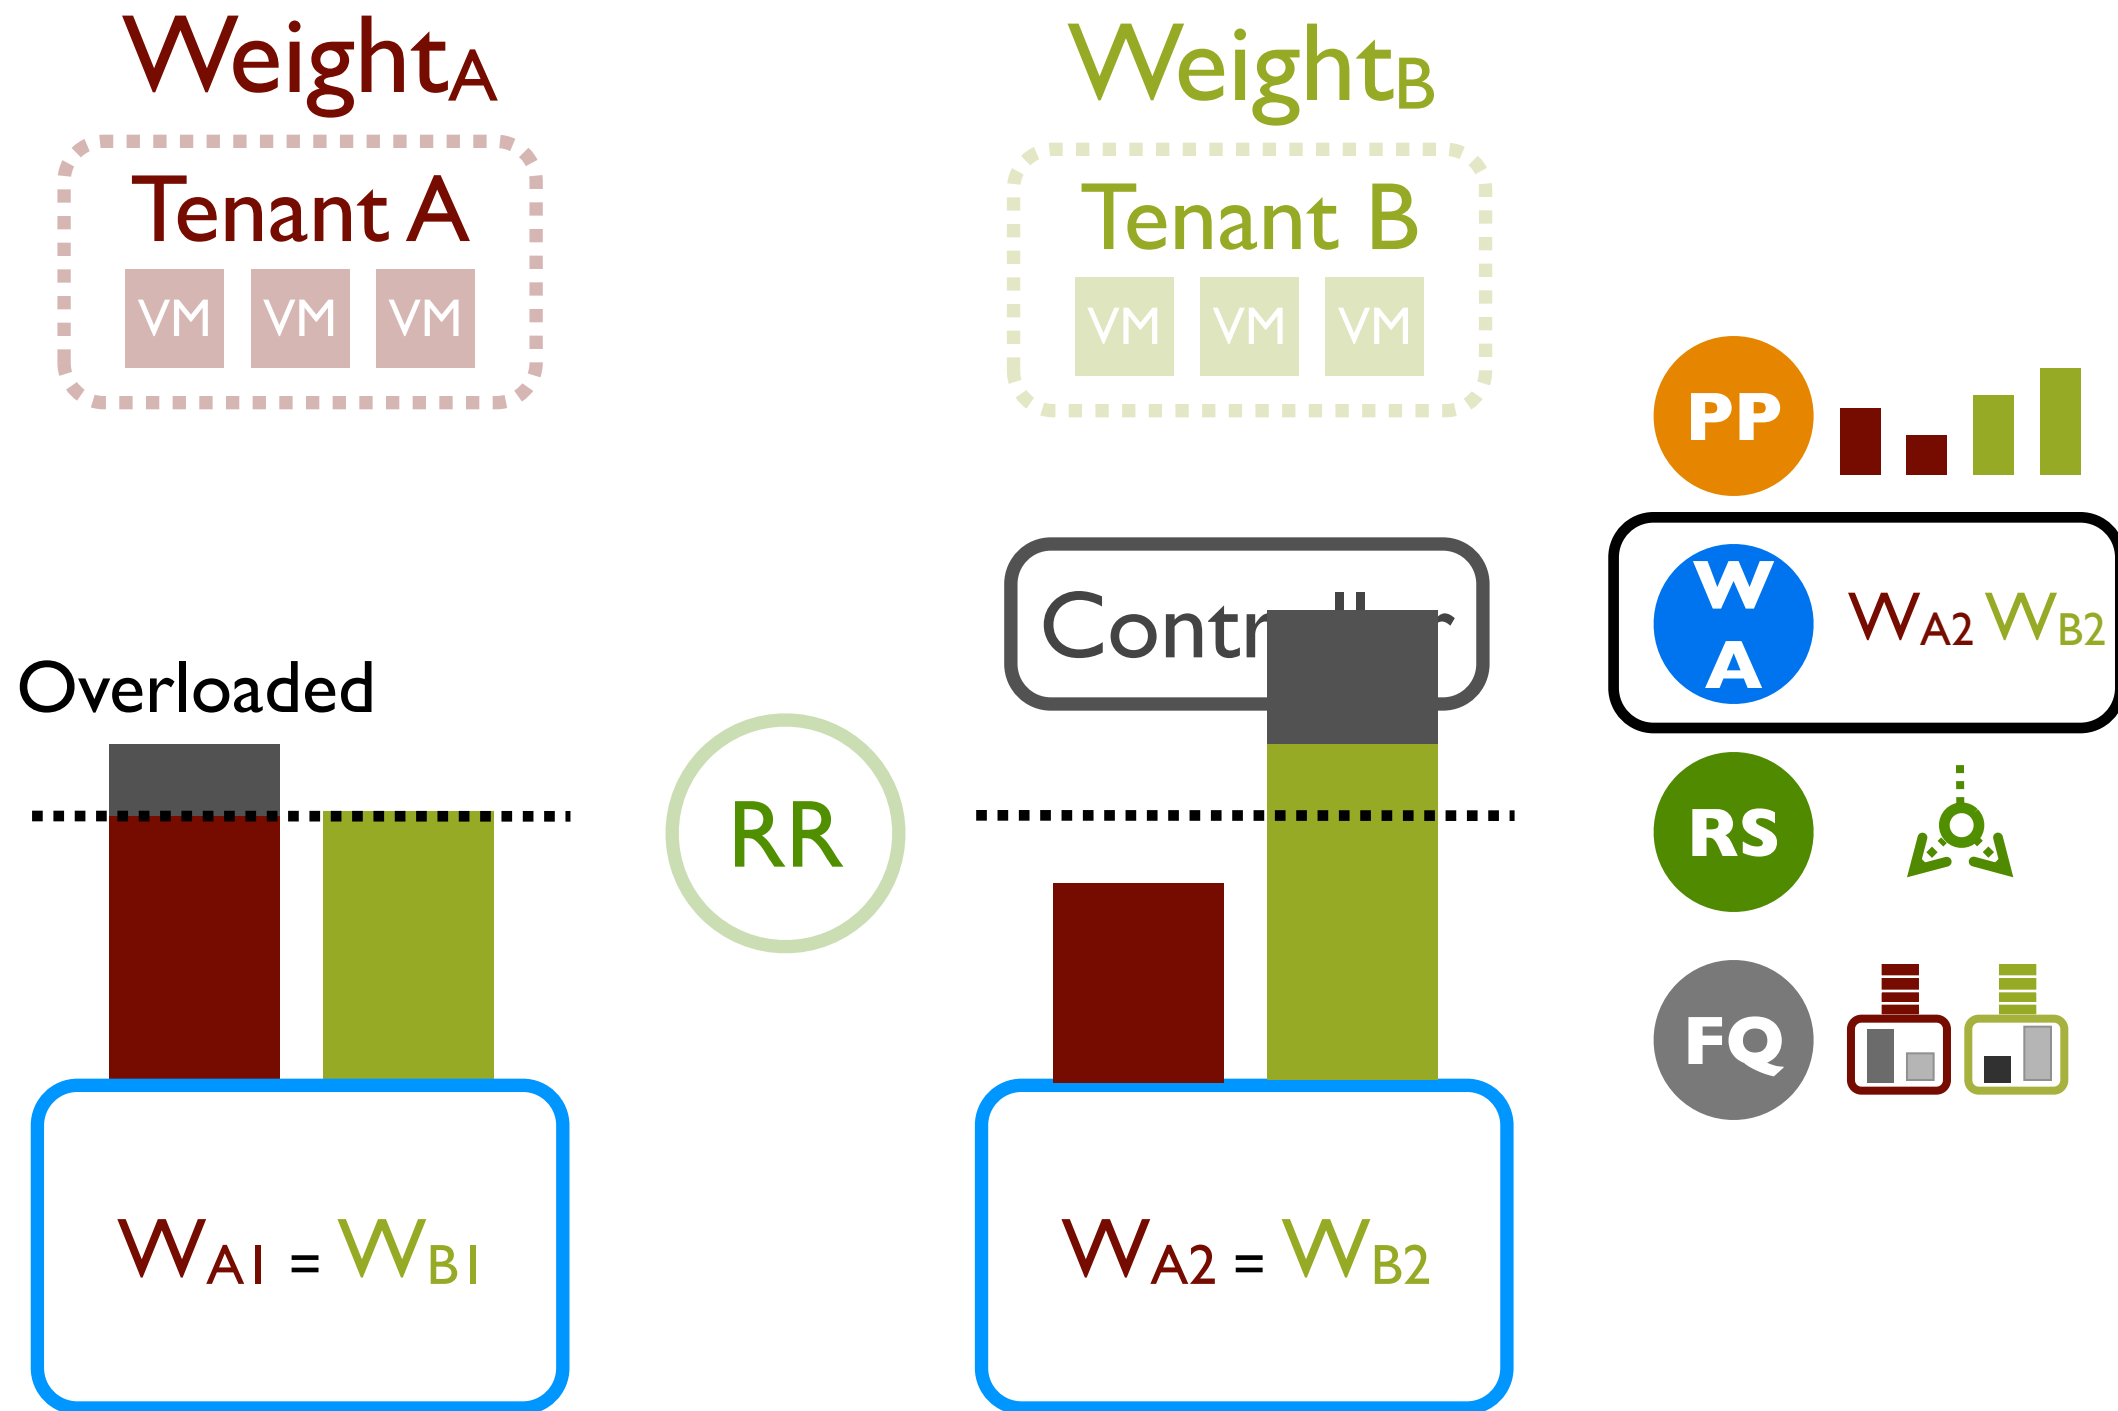 WeightA
WeightB
Tenant A
Tenant B
VM VM VM
VM VM VM
PP
W
A
WA2 WB2
Overloaded
RR
RS
FQ
WA1 = WB1
WA2 = WB2